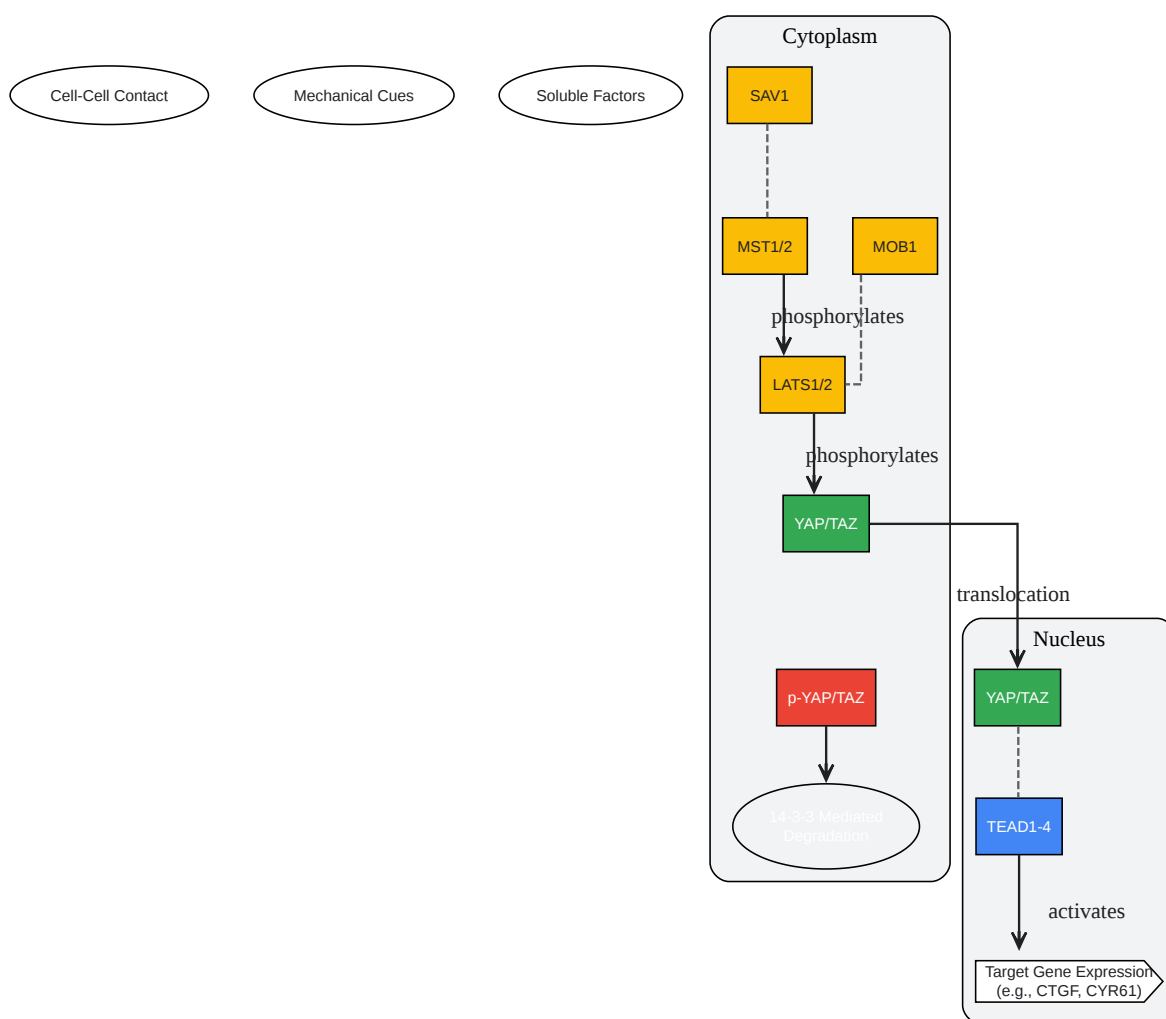 Cytoplasm
Cell-Cell Contact
Mechanical Cues
Soluble Factors
SAV1
MST1/2
MOB1
phosphorylates
LATS1/2
phosphorylates
YAP/TAZ
translocation
Nucleus
p-YAP/TAZ
YAP/TAZ
14-3-3 Mediated
Degradation
TEAD1-4
activates
Target Gene Expression
(e.g., CTGF, CYR61)